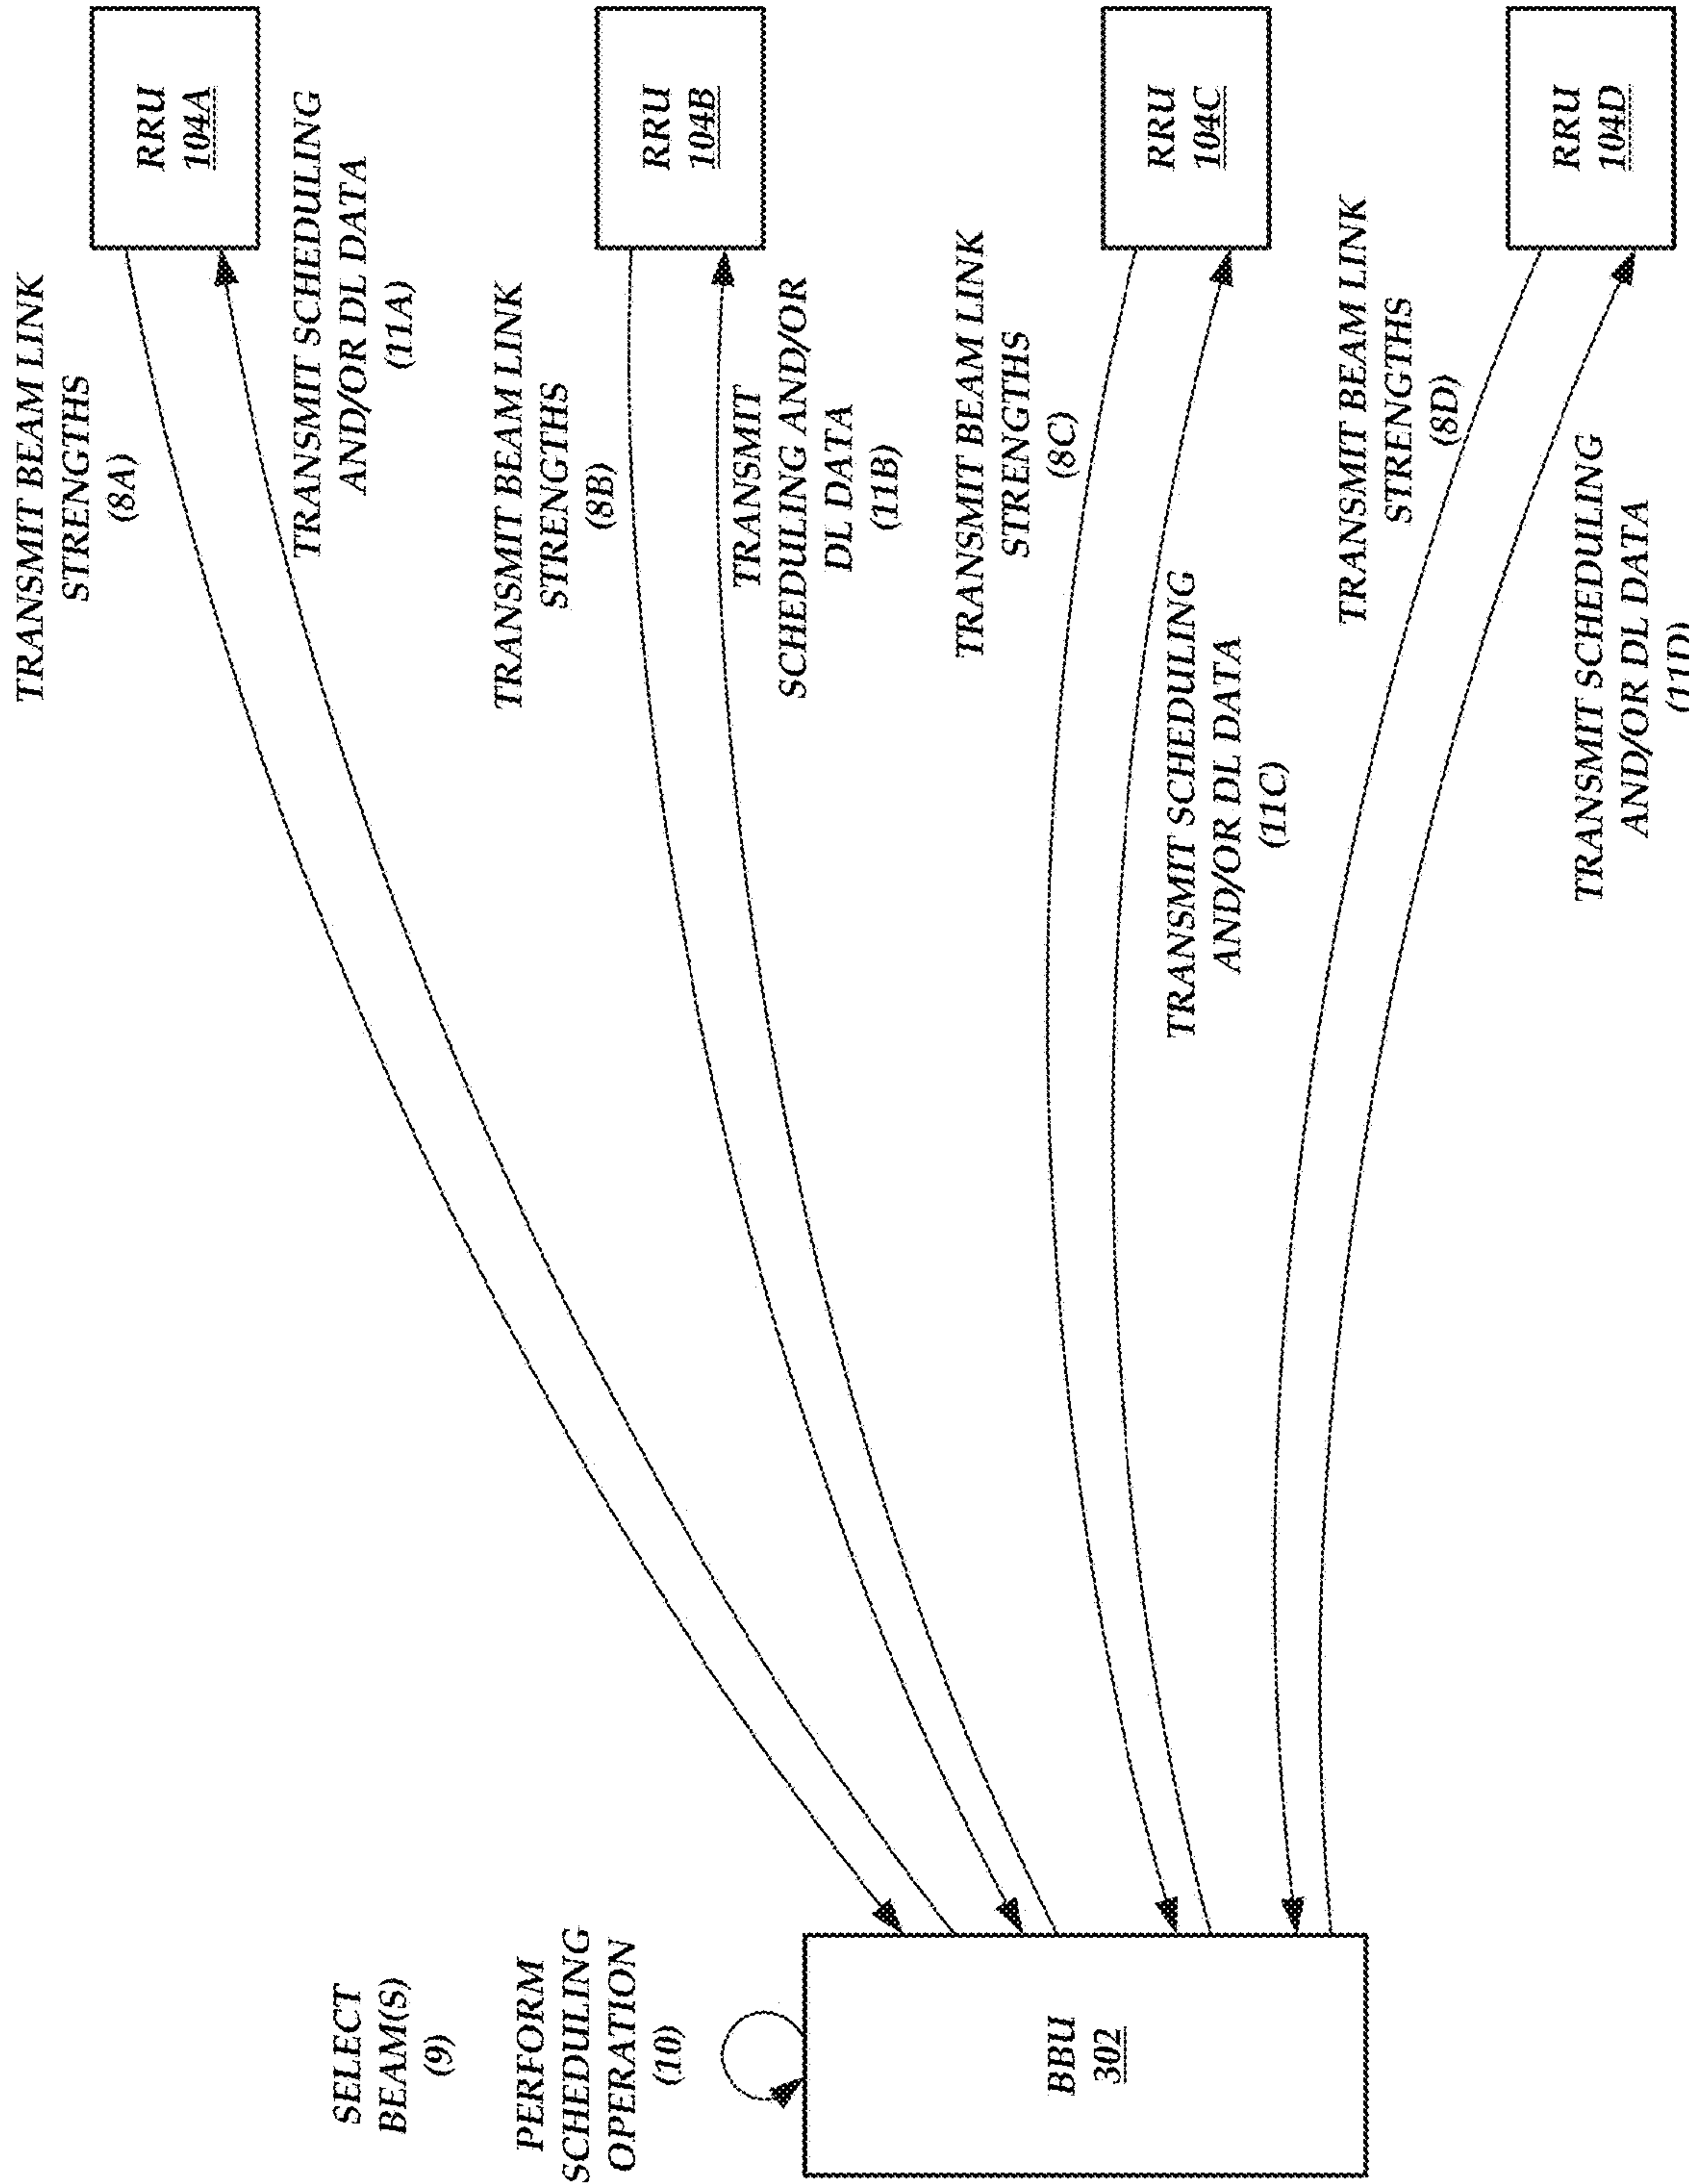 TRANSMIT BEAM LINK
STRENGTHS
(8A)
RRU
104A
TRANSMIT SCHEDULING
AND/OR DL DATA
(11A)
TRANSMIT BEAM LINK
STRENGTHS
(8B)
RRU
104B
TRANSMIT
SCHEDULING AND/OR
DL DATA
(11B)
TRANSMIT BEAM LINK
STRENGTHS
(8C)
RRU
104C
TRANSMIT SCHEDULING
AND/OR DL DATA
(11C)
TRANSMIT BEAM LINK
STRENGTHS
(8D)
RRU
104D
TRANSMIT SCHEDULING
AND/OR DL DATA
(11D)
SELECT
BEAM(S)
(9)
PERFORM
SCHEDULING
OPERATION
(10)
BBU
302